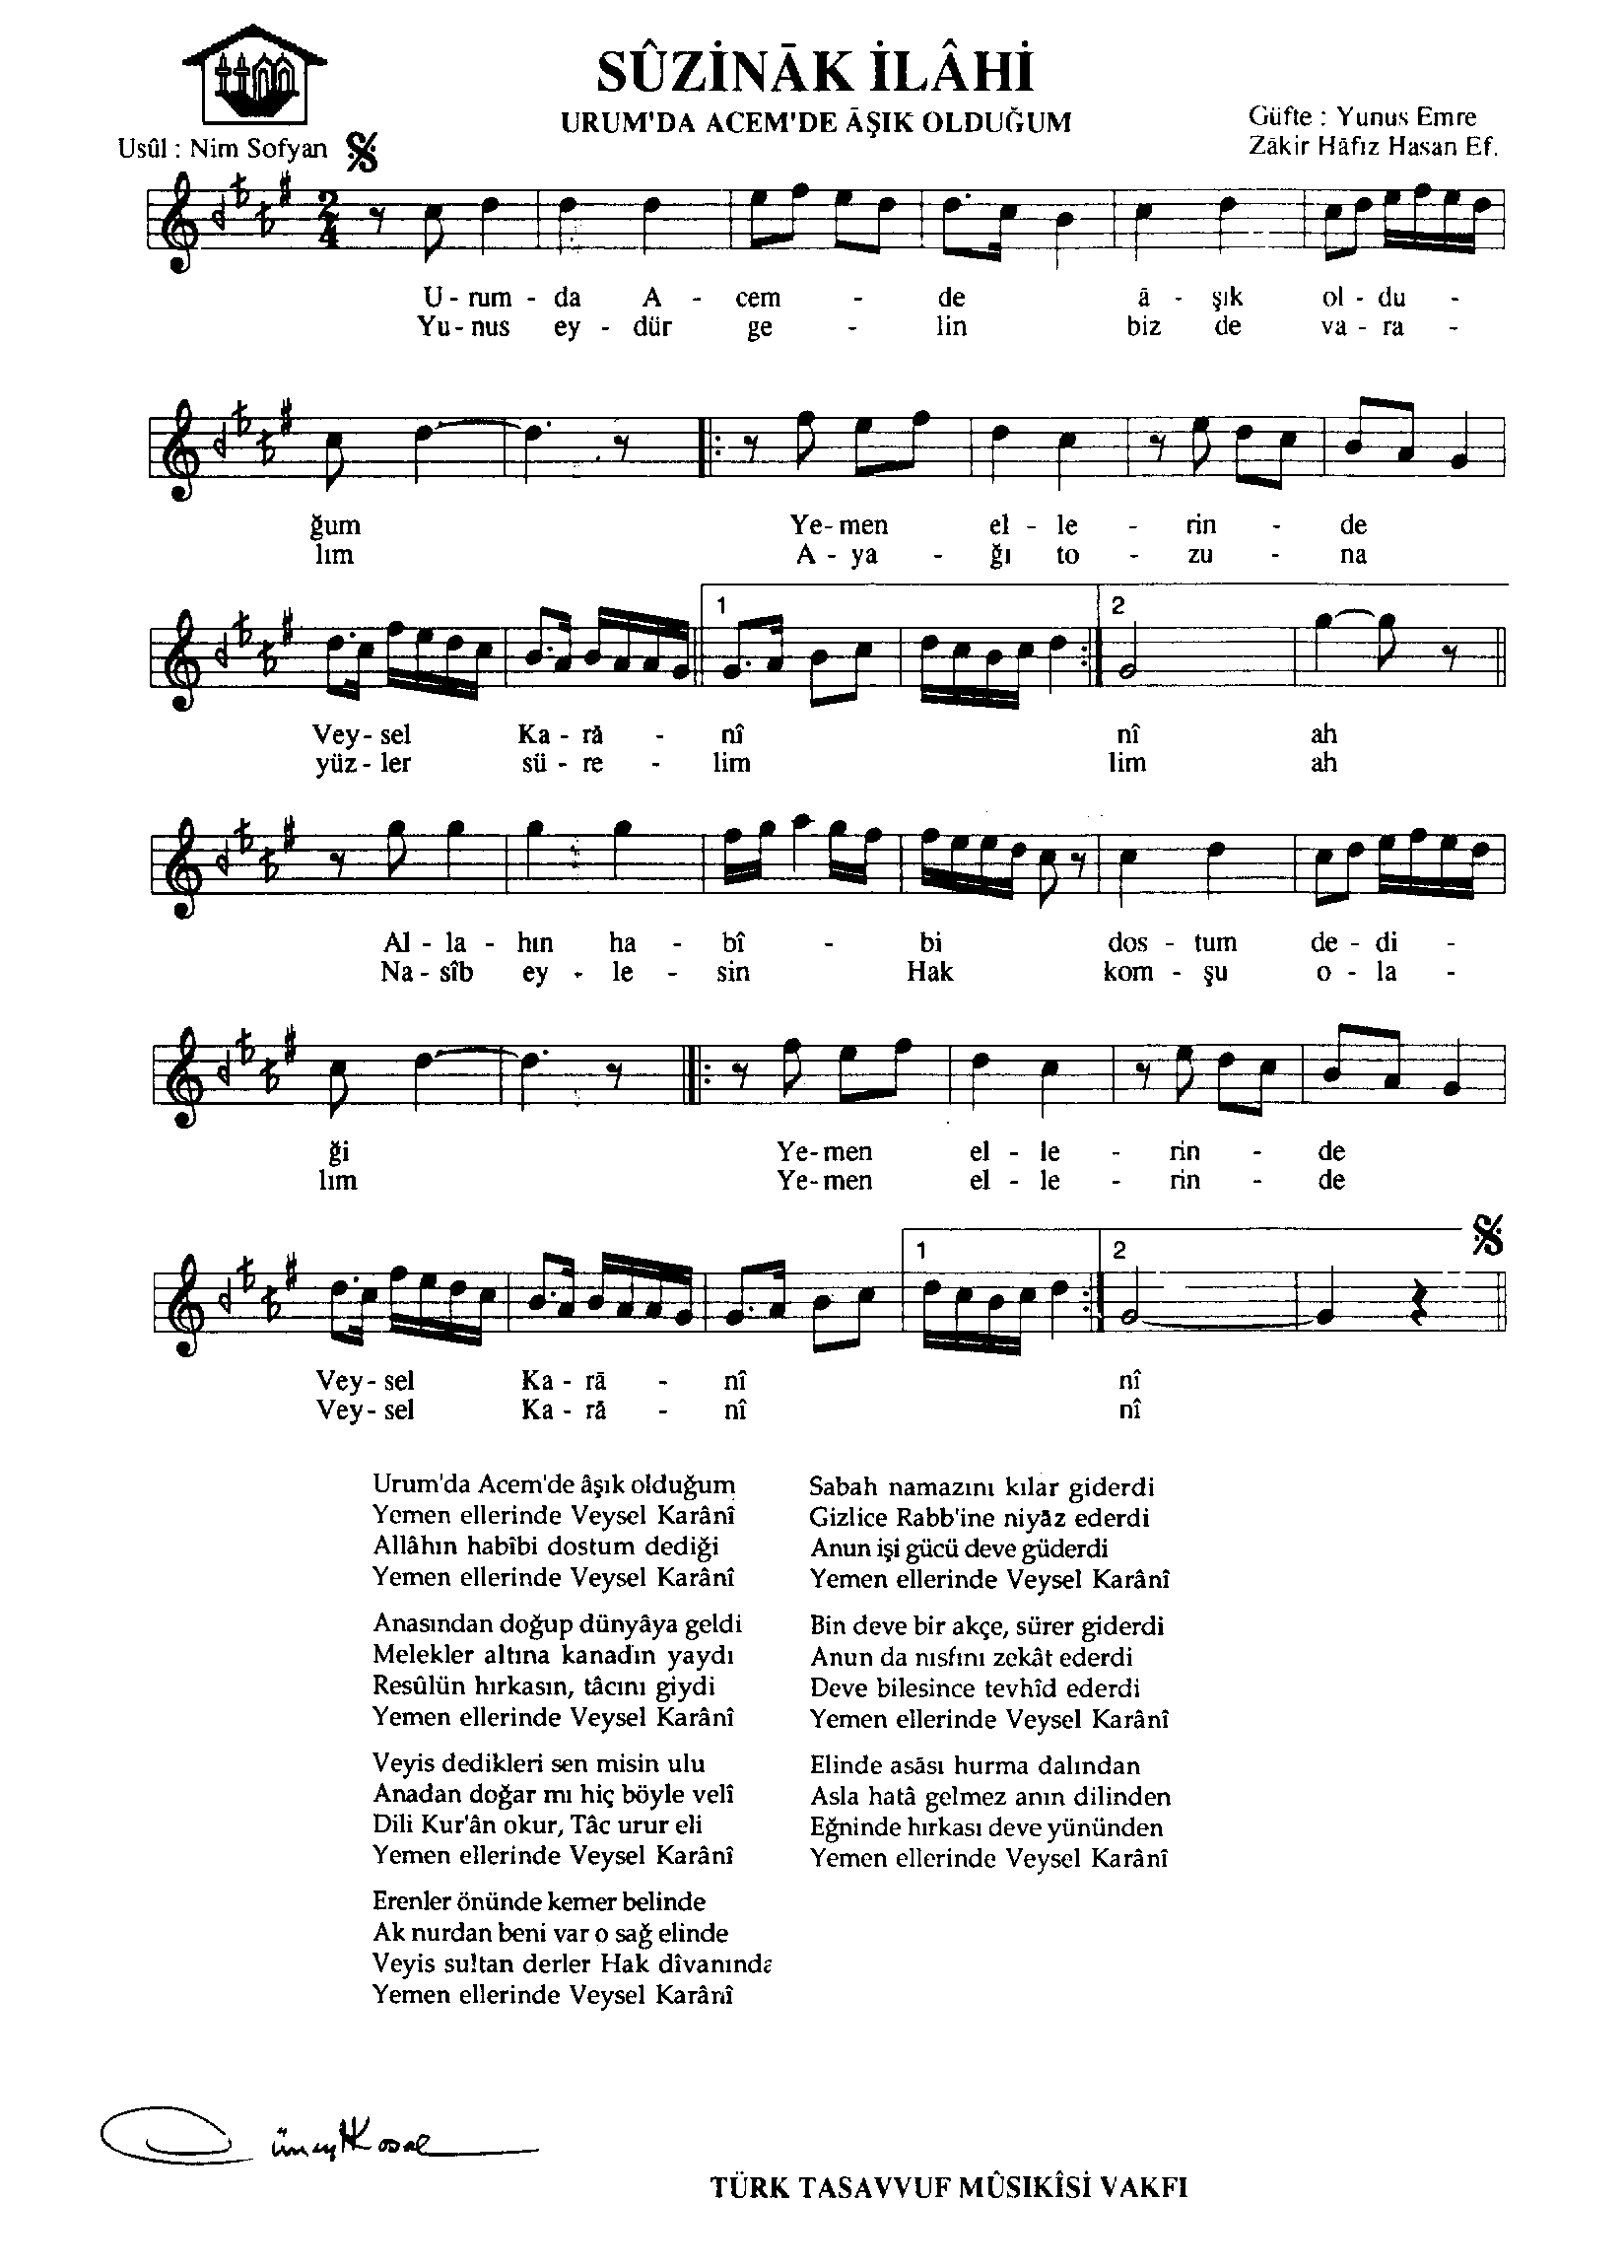 SÛZİNĀK İLÂHİ
URUM'DA ACEM'DE ĀŞIK OLDUĞUM
Güfte : Yunus Emre
Usûl : Nim Sofyan
Zâkir Hâfız Hasan Ef.
2
4
U - rum - da A - cem - de ā - şık ol - du -
Yu - nus ey - dür ge - lin biz de va - ra -
ğum Ye - men el - le - rin - de
lım A - ya - ğı to - zu - na
1 2
Vey - sel Ka - rā - nî nî ah
yüz - ler sü - re - lim lim ah
Al - la - hın ha - bî - bi dos - tum de - di -
Na - sîb ey - le - sin Hak kom - şu o - la -
ği Ye - men el - le - rin - de
lım Ye - men el - le - rin - de
1 2
Vey - sel Ka - rā - nî nî
Vey - sel Ka - rā - nî nî
Urum'da Acem'de âşık olduğum
Yemen ellerinde Veysel Karânî
Allâhın habîbi dostum dediği
Yemen ellerinde Veysel Karânî
Anasından doğup dünyâya geldi
Melekler altına kanadın yaydı
Resûlün hırkasın, tâcını giydi
Yemen ellerinde Veysel Karânî
Veyis dedikleri sen misin ulu
Anadan doğar mı hiç böyle velî
Dili Kur'ân okur, Tâc urur eli
Yemen ellerinde Veysel Karânî
Erenler önünde kemer belinde
Ak nurdan beni var o sağ elinde
Veyis sultan derler Hak dîvanında
Yemen ellerinde Veysel Karânî
Sabah namazını kılar giderdi
Gizlice Rabb'ine niyāz ederdi
Anun işi gücü deve güderdi
Yemen ellerinde Veysel Karânî
Bin deve bir akçe, sürer giderdi
Anun da nısfını zekât ederdi
Deve bilesince tevhîd ederdi
Yemen ellerinde Veysel Karânî
Elinde asāsı hurma dalından
Asla hatâ gelmez anın dilinden
Eğninde hırkası deve yününden
Yemen ellerinde Veysel Karânî
TÜRK TASAVVUF MÛSIKÎSİ VAKFI